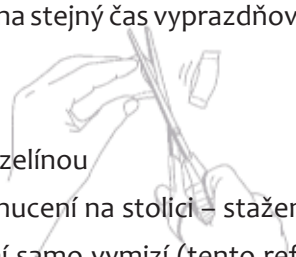 na stejný čas vyprazdňov
zelínou
nucení na stolici – stažen
í samo vymizí (tento ref